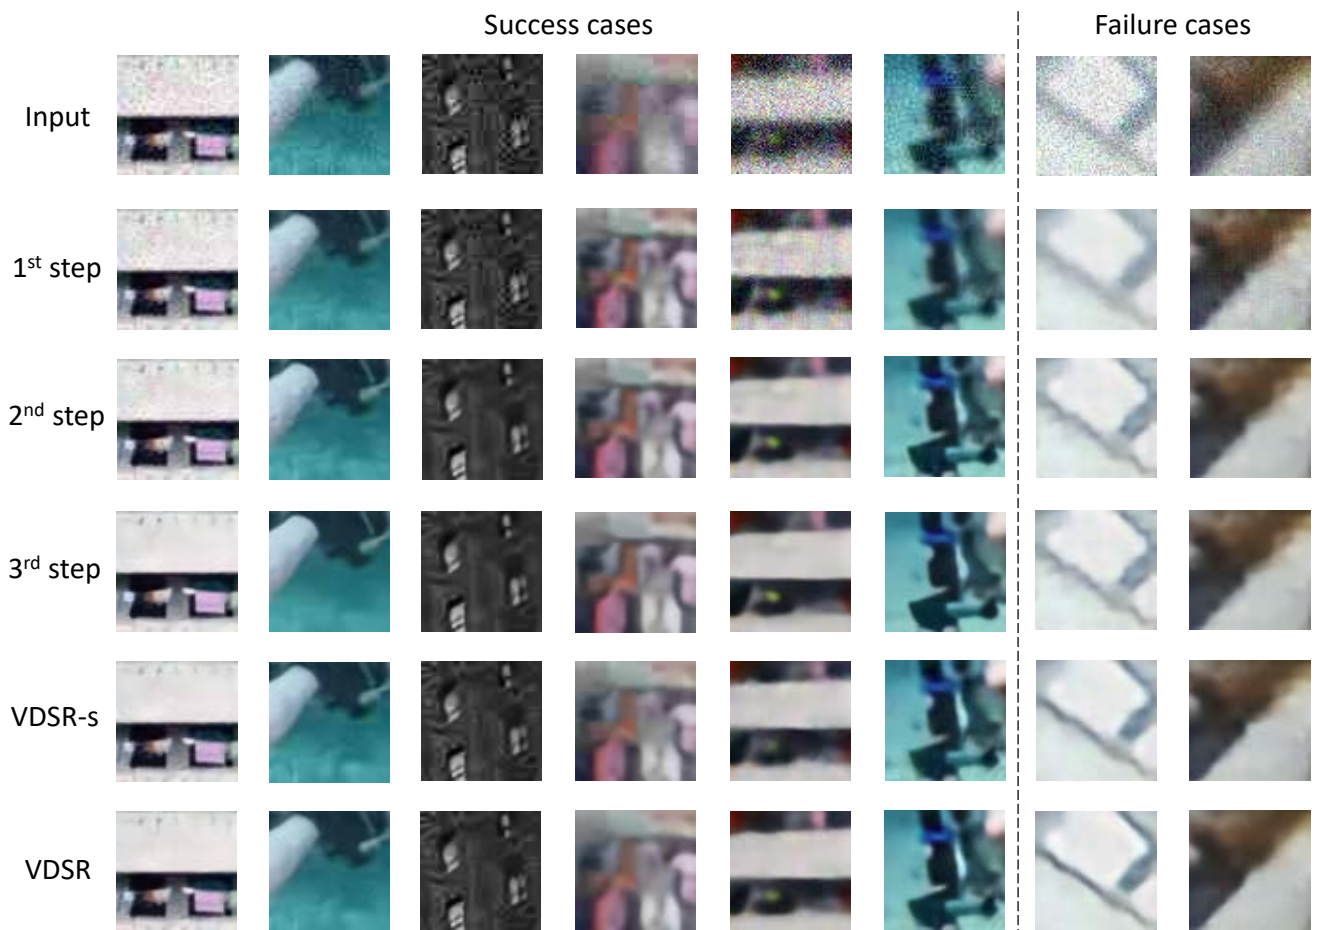 Success cases
Failure cases
Input
1st step
2nd step
3rd step
VDSR-s
VDSR